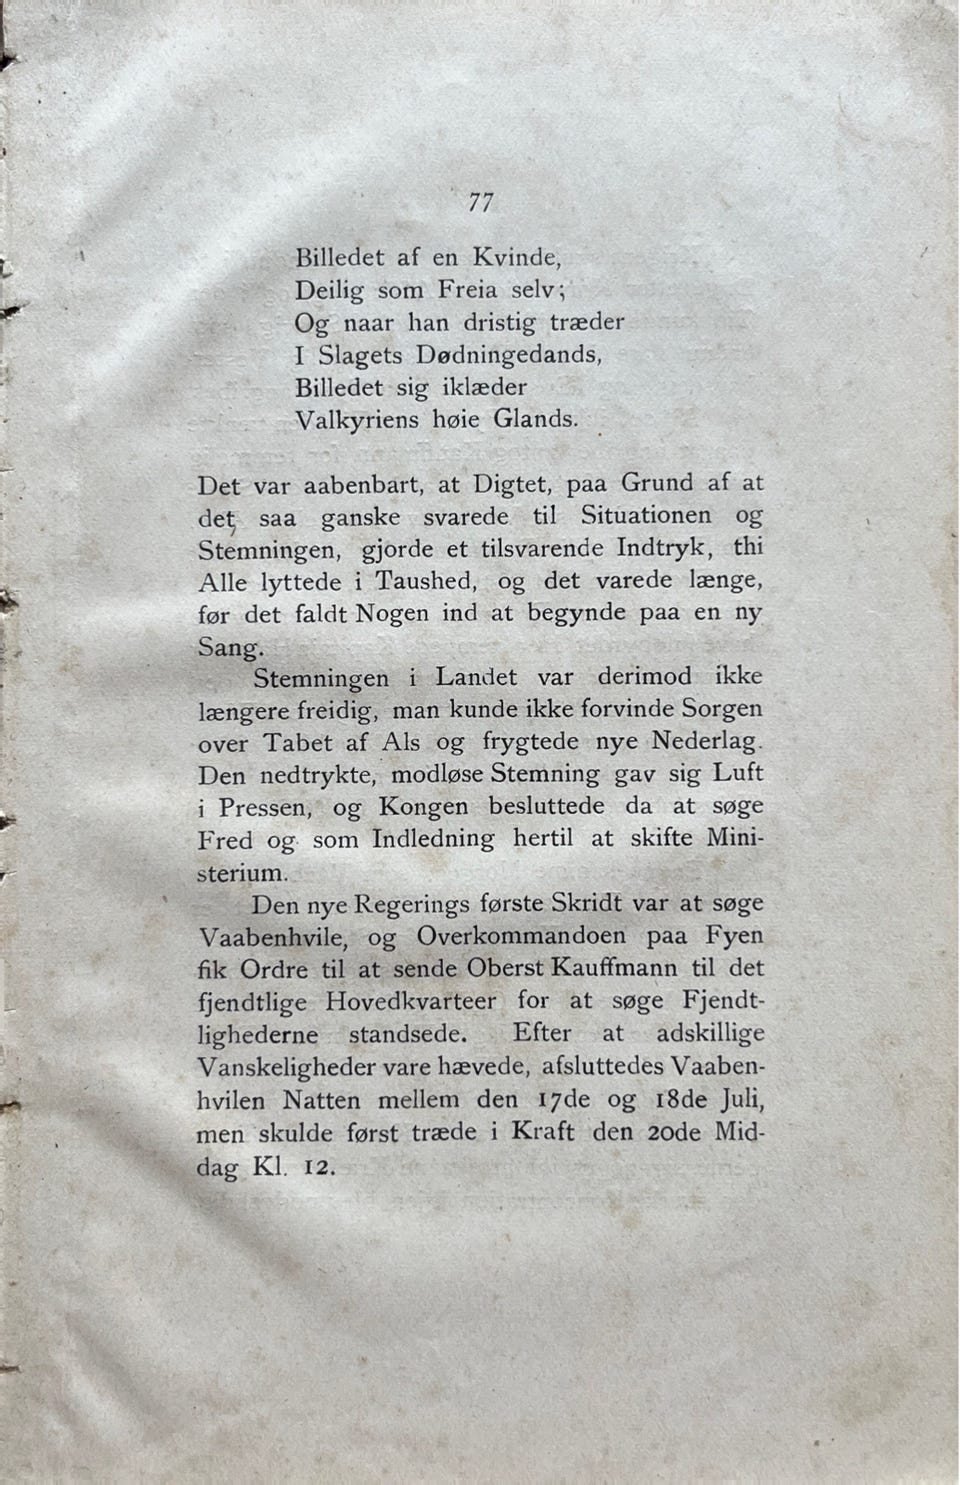 77
Billedet af en Kvinde,
Deilig som Freia selv;
Og naar han dristig træder
I Slagets Dødningedands,
Billedet sig iklæder
Valkyriens høie Glands.
Det var aabenbart, at Digtet, paa Grund af at
det, saa ganske svarede til Situationen og
Stemningen, gjorde et tilsvarende Indtryk, thi
Alle lyttede i Taushed, og det varede længe,
før det faldt Nogen ind at begynde paa en ny
Sang.
Stemningen i Landet var derimod ikke
længere freidig, man kunde ikke forvinde Sorgen
over Tabet af Als og frygtede nye Nederlag.
Den nedtrykte, modløse Stemning gav sig Luft
i Pressen, og Kongen besluttede da at søge
Fred og som Indledning hertil at skifte Mini-
sterium.
Den nye Regerings første Skridt var at søge
Vaabenhvile, og Overkommandoen paa Fyen
fik Ordre til at sende Oberst Kauffmann til det
fjendtlige Hovedkvarteer for at søge Fjendt-
lighederne standsede. Efter at adskillige
Vanskeligheder vare hævede, afsluttedes Vaaben-
hvilen Natten mellem den 17de og 18de Juli,
men skulde først træde i Kraft den 20de Mid-
dag Kl. 12.